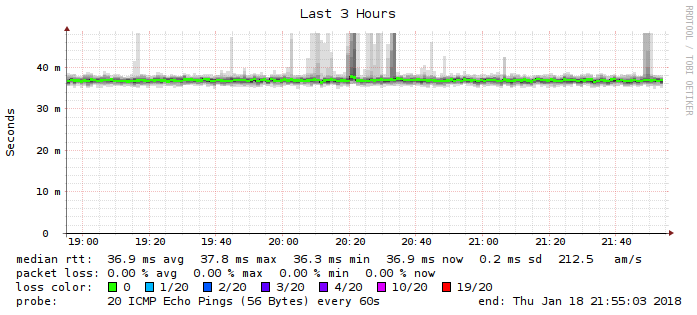 Last 3 Hours
RRDTOOL / TOBI OETIKER
Seconds
40 m
30 m
20 m
10 m
0
19:00 19:20 19:40 20:00 20:20 20:40 21:00 21:20 21:40
median rtt: 36.9 ms avg 37.8 ms max 36.3 ms min 36.9 ms now 0.2 ms sd 212.5 am/s
packet loss: 0.00 % avg 0.00 % max 0.00 % min 0.00 % now
loss color: 0 1/20 2/20 3/20 4/20 10/20 19/20
probe: 20 ICMP Echo Pings (56 Bytes) every 60s end: Thu Jan 18 21:55:03 2018